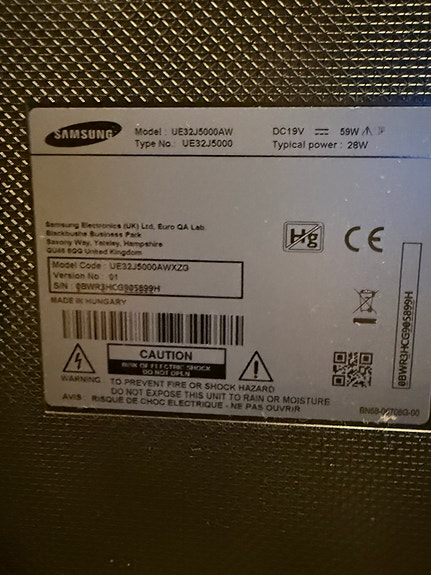 SAMSUNG
Model : UE32J5000AW
Type No. : UE32J5000
DC19V 59W
Typical power : 28W
Samsung Electronics (UK) Ltd, Euro QA Lab.
Blackbushe Business Park
Saxony Way, Yateley, Hampshire
GU46 6GG United Kingdom
Hg
CE
Model Code : UE32J5000AWXZG
Version No : 01
S/N : 0BWR3HCG905899H
MADE IN HUNGARY
0BWR3HCG905899H
WARNING
CAUTION
RISK OF ELECTRIC SHOCK
DO NOT OPEN
TO PREVENT FIRE OR SHOCK HAZARD
DO NOT EXPOSE THIS UNIT TO RAIN OR MOISTURE
AVIS : RISQUE DE CHOC ELECTRIQUE - NE PAS OUVRIR